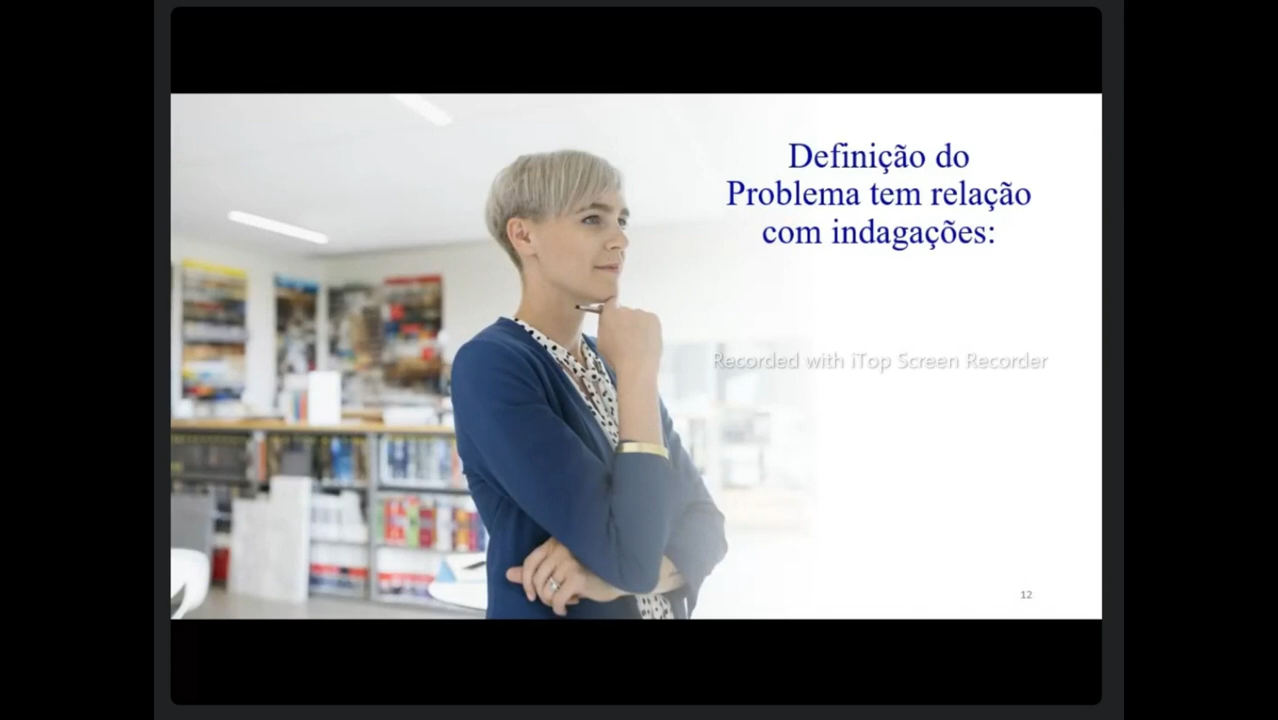 Definição do
Problema tem relação
com indagações:
Recorded with iTop Screen Recorder
12